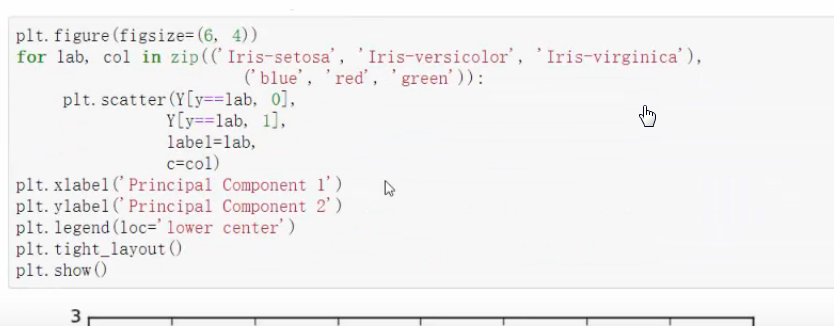 plt.figure(figsize=(6, 4))
for lab, col in zip(('Iris-setosa', 'Iris-versicolor', 'Iris-virginica'),
                    ('blue', 'red', 'green')):
    plt.scatter(Y[y==lab, 0],
                Y[y==lab, 1],
                label=lab,
                c=col)
plt.xlabel('Principal Component 1')
plt.ylabel('Principal Component 2')
plt.legend(loc='lower center')
plt.tight_layout()
plt.show()
3